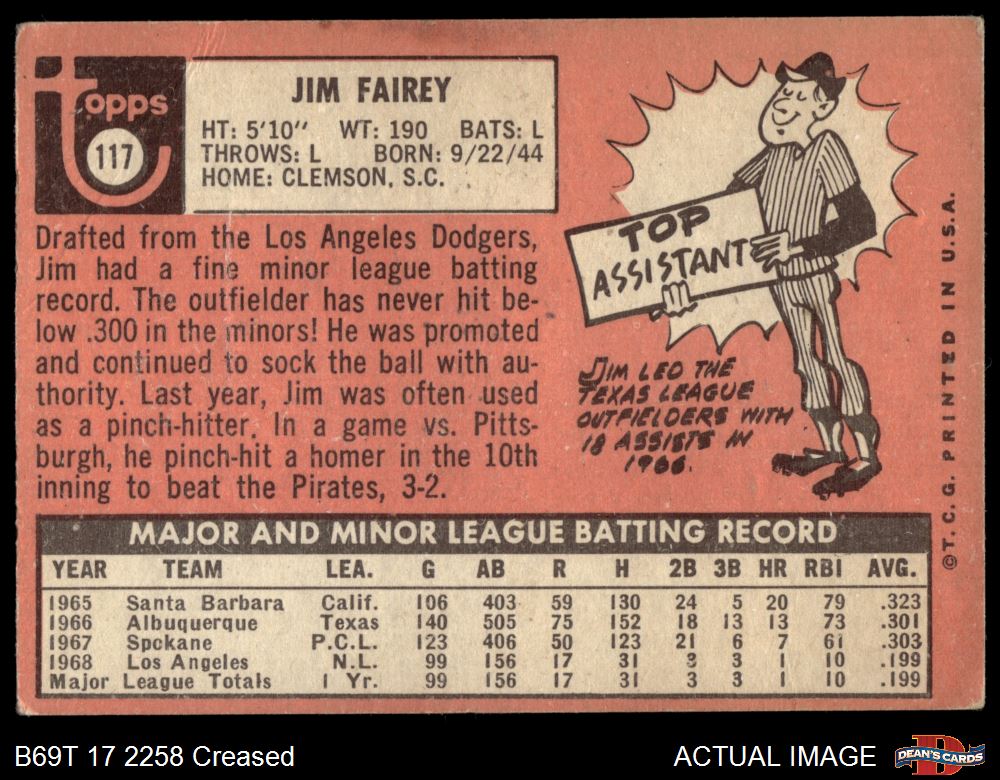 Topps
117
JIM FAIREY
HT: 5'10" WT: 190 BATS: L
THROWS: L BORN: 9/22/44
HOME: CLEMSON, S.C.
Drafted from the Los Angeles Dodgers,
Jim had a fine minor league batting
record. The outfielder has never hit be-
low .300 in the minors! He was promoted
and continued to sock the ball with au-
thority. Last year, Jim was often used
as a pinch-hitter. In a game vs. Pitts-
burgh, he pinch-hit a homer in the 10th
inning to beat the Pirates, 3-2.
TOP
ASSISTANT
JIM LED THE
TEXAS LEAGUE
OUTFIELDERS WITH
18 ASSISTS IN
1966.
©T.C.G. PRINTED IN U.S.A.
MAJOR AND MINOR LEAGUE BATTING RECORD
YEAR TEAM LEA. G AB R H 2B 3B HR RBI AVG.
1965 Santa Barbara Calif. 106 403 59 130 24 5 20 79 .323
1966 Albuquerque Texas 140 505 75 152 18 13 13 73 .301
1967 Spokane P.C.L. 123 406 50 123 21 6 7 61 .303
1968 Los Angeles N.L. 99 156 17 31 3 3 1 10 .199
Major League Totals 1 Yr. 99 156 17 31 3 3 1 10 .199
B69T 17 2258 Creased
ACTUAL IMAGE
DEAN'S CARDS